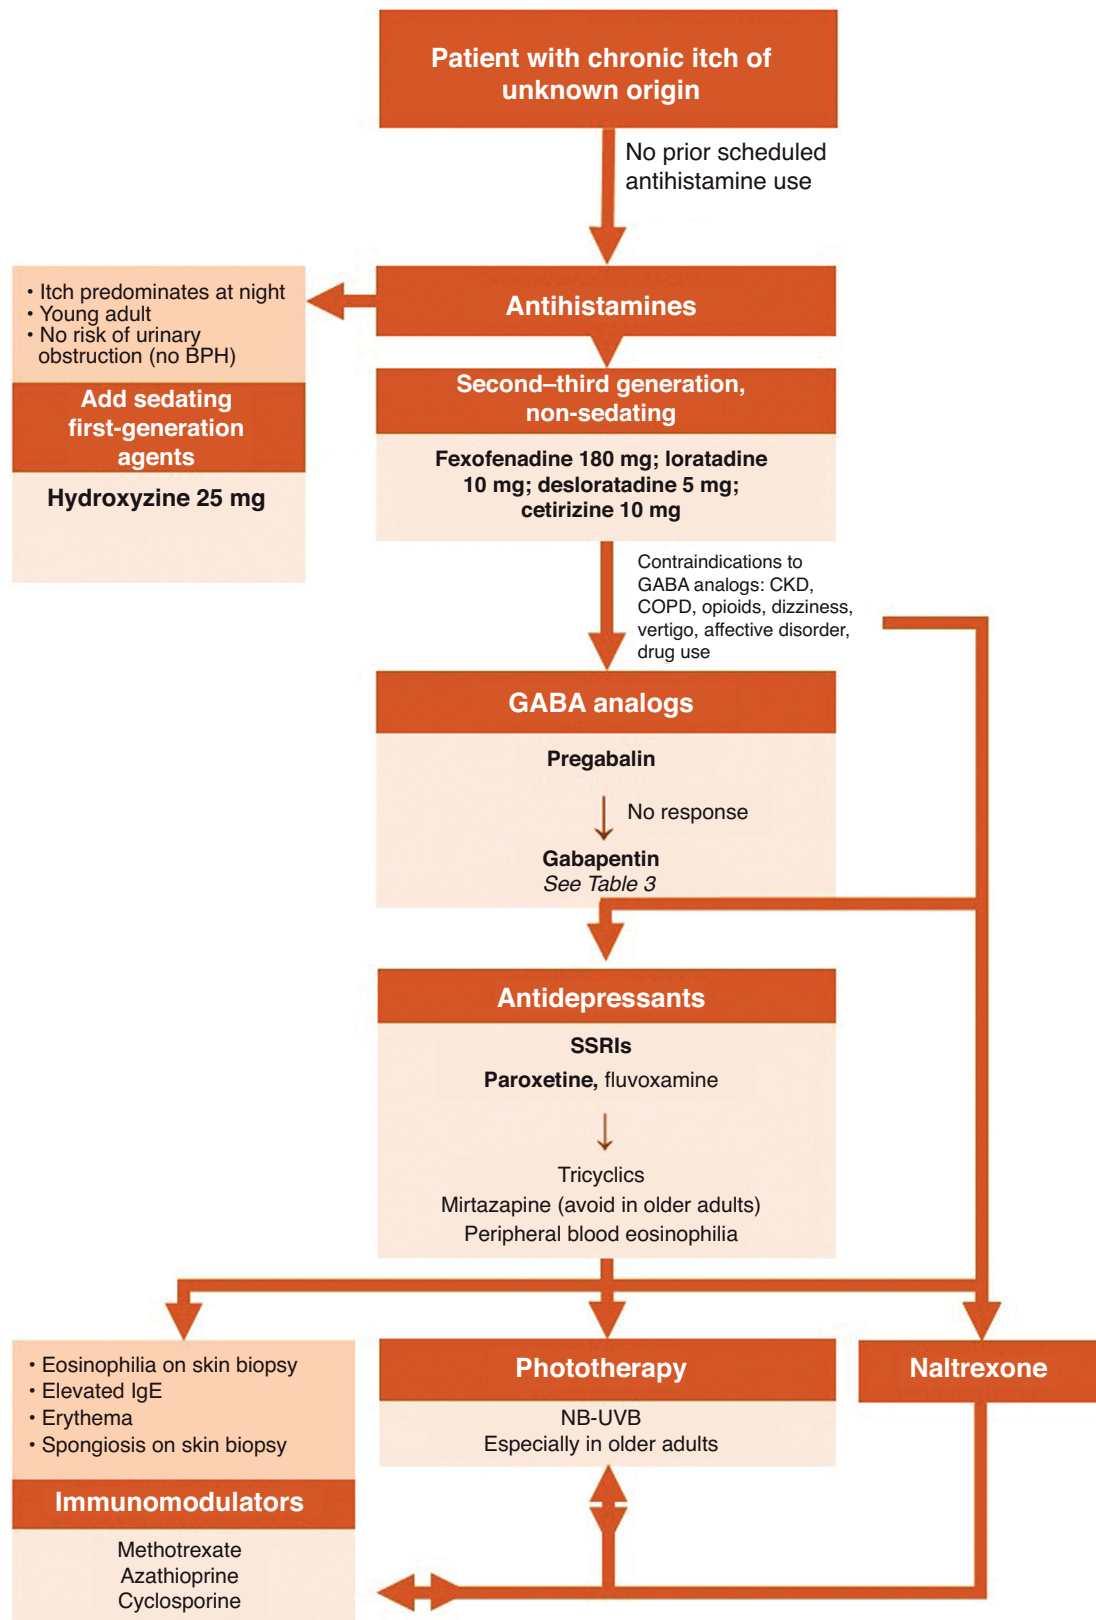 Patient with chronic itch of
unknown origin
No prior scheduled
antihistamine use
• Itch predominates at night
• Young adult
• No risk of urinary
obstruction (no BPH)
Add sedating
first-generation
agents
Hydroxyzine 25 mg
Antihistamines
Second–third generation,
non-sedating
Fexofenadine 180 mg; loratadine
10 mg; desloratadine 5 mg;
cetirizine 10 mg
Contraindications to
GABA analogs: CKD,
COPD, opioids, dizziness,
vertigo, affective disorder,
drug use
GABA analogs
Pregabalin
No response
Gabapentin
See Table 3
Antidepressants
SSRIs
Paroxetine, fluvoxamine
Tricyclics
Mirtazapine (avoid in older adults)
Peripheral blood eosinophilia
• Eosinophilia on skin biopsy
• Elevated IgE
• Erythema
• Spongiosis on skin biopsy
Immunomodulators
Methotrexate
Azathioprine
Cyclosporine
Phototherapy
NB-UVB
Especially in older adults
Naltrexone